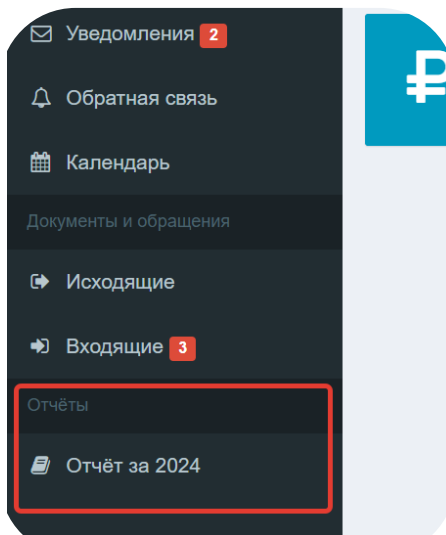 Уведомления 2
₽
Обратная связь
Календарь
Документы и обращения
Исходящие
Входящие 3
Отчёты
Отчёт за 2024